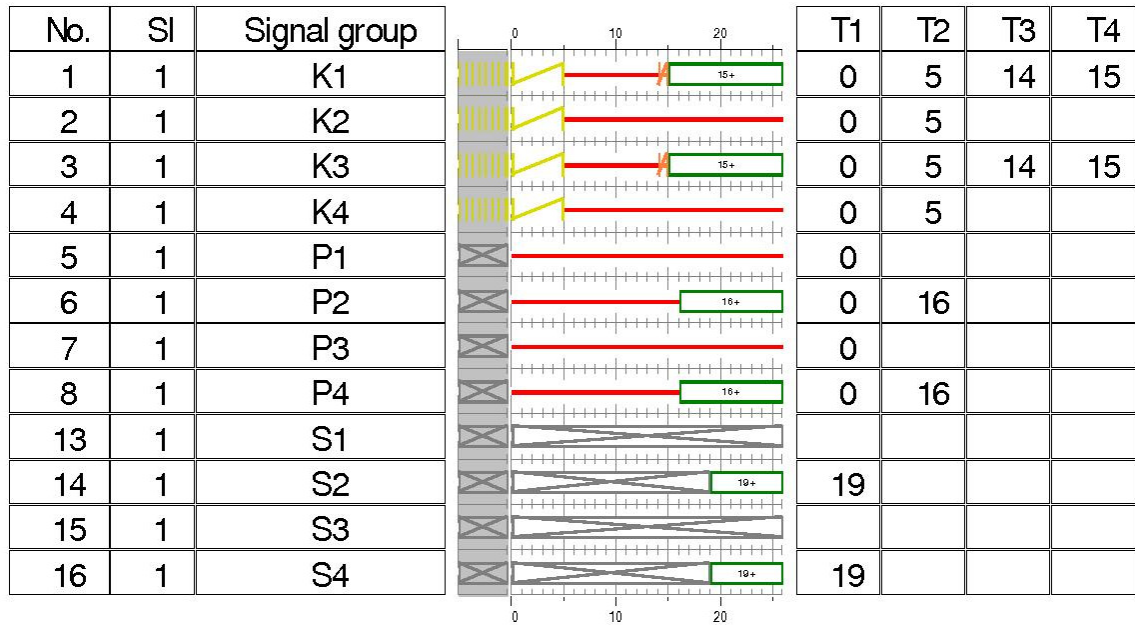 No. SI Signal group 0 10 20 T1 T2 T3 T4
1 1 K1 15+ 0 5 14 15
2 1 K2 0 5
3 1 K3 15+ 0 5 14 15
4 1 K4 0 5
5 1 P1 0
6 1 P2 16+ 0 16
7 1 P3 0
8 1 P4 16+ 0 16
13 1 S1
14 1 S2 19+ 19
15 1 S3
16 1 S4 19+ 19
0 10 20